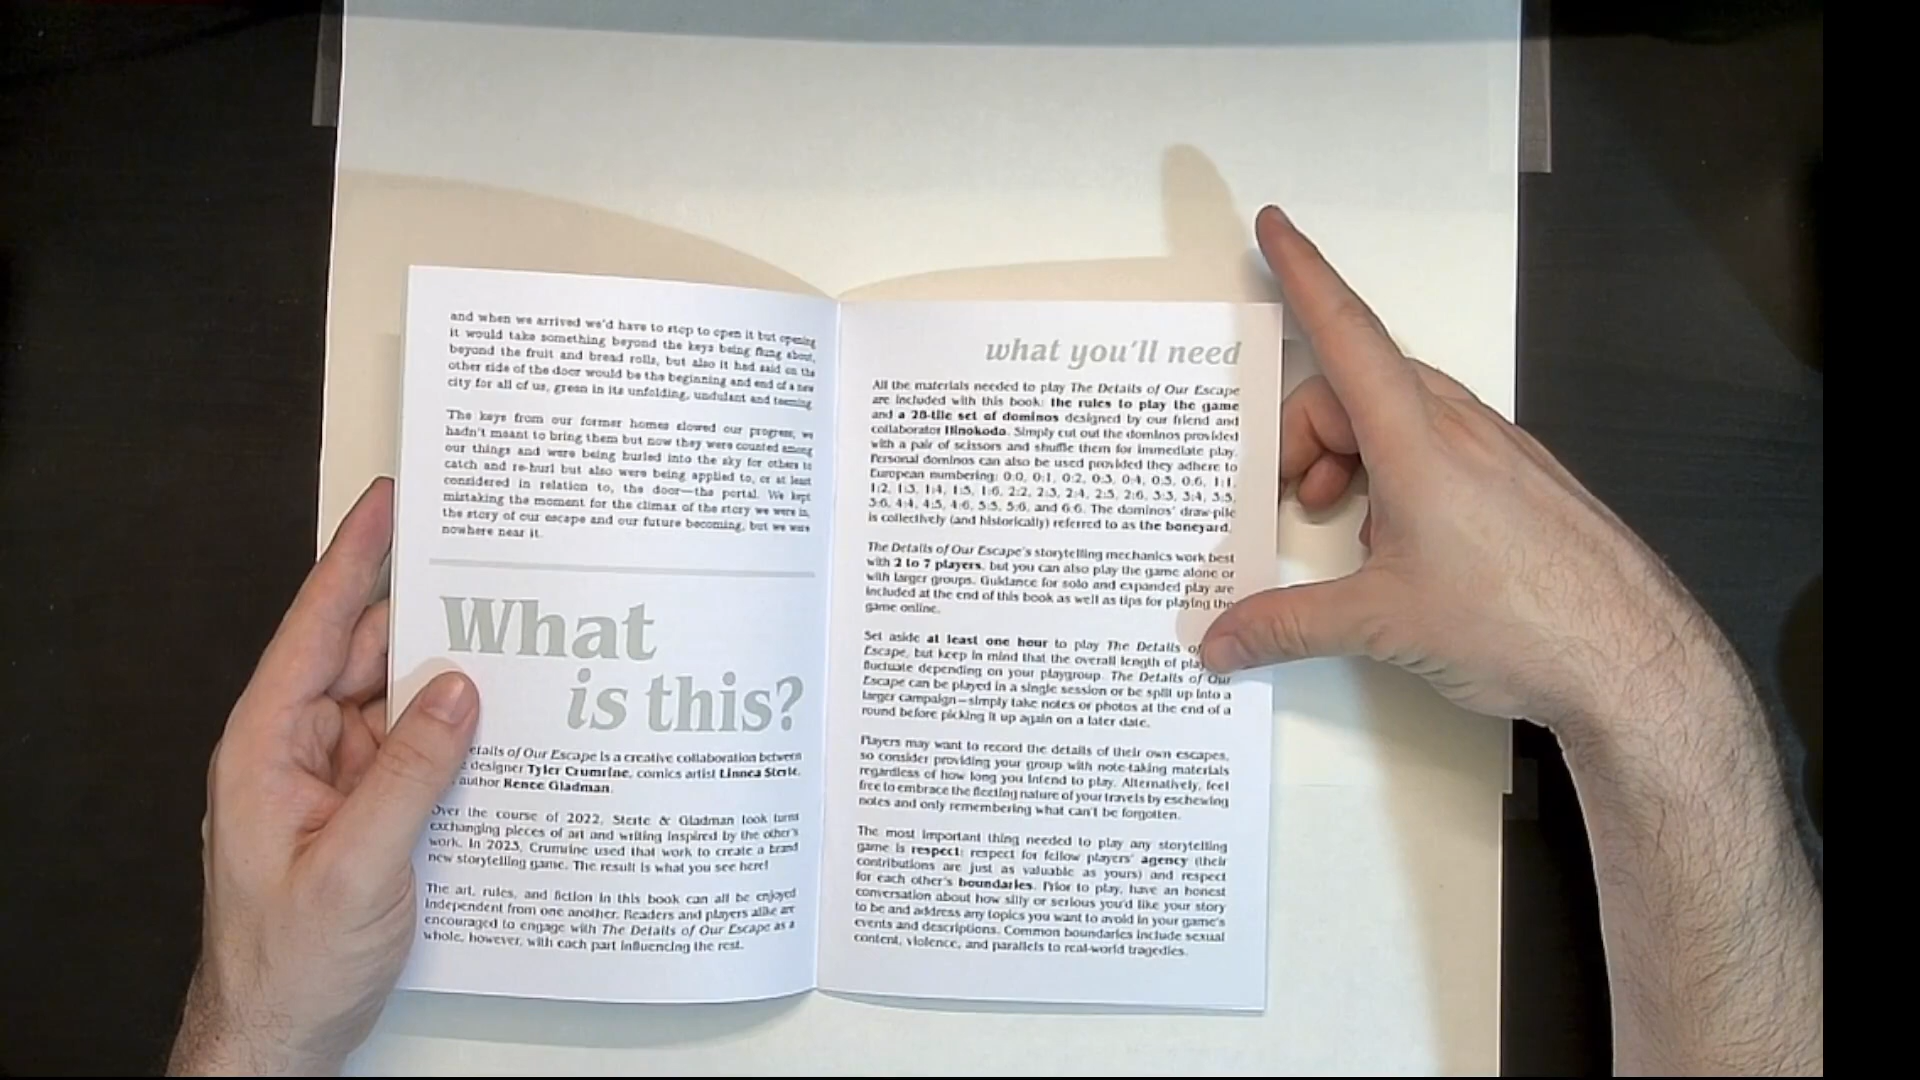 and when we arrived we'd have to stop to open it but opening
it would take something beyond the keys being flung about,
beyond the fruit and bread rolls, but also it had said on the
other side of the door would be the beginning and end of a new
city for all of us, green in its unfolding, undulant and teeming.
The keys from our former homes slowed our progress; we
hadn't meant to bring them but now they were counted among
our things and were being hurled into the sky for others to
catch and re-hurl but also were being applied to, or at least
considered in relation to, the door—the portal. We kept
mistaking the moment for the climax of the story we were in,
the story of our escape and our future becoming, but we were
nowhere near it.
What
is this?
etails of Our Escape is a creative collaboration between
designer Tyler Crumrine, comics artist Linnea Sterte,
author Renee Gladman.
Over the course of 2022, Sterte & Gladman took turns
exchanging pieces of art and writing inspired by the other's
work. In 2023, Crumrine used that work to create a brand
new storytelling game. The result is what you see here!
The art, rules, and fiction in this book can all be enjoyed
independent from one another. Readers and players alike are
encouraged to engage with The Details of Our Escape as a
whole, however, with each part influencing the rest.
what you'll need
All the materials needed to play The Details of Our Escape
are included with this book: the rules to play the game
and a 28-tile set of dominos designed by our friend and
collaborator Hinokodo. Simply cut out the dominos provided
with a pair of scissors and shuffle them for immediate play.
Personal dominos can also be used provided they adhere to
European numbering: 0:0, 0:1, 0:2, 0:3, 0:4, 0:5, 0:6, 1:1,
1:2, 1:3, 1:4, 1:5, 1:6, 2:2, 2:3, 2:4, 2:5, 2:6, 3:3, 3:4, 3:5,
3:6, 4:4, 4:5, 4:6, 5:5, 5:6, and 6:6. The dominos' draw-pile
is collectively (and historically) referred to as the boneyard.
The Details of Our Escape's storytelling mechanics work best
with 2 to 7 players, but you can also play the game alone or
with larger groups. Guidance for solo and expanded play are
included at the end of this book as well as tips for playing the
game online.
Set aside at least one hour to play The Details of
Escape, but keep in mind that the overall length of play
fluctuate depending on your playgroup. The Details of Our
Escape can be played in a single session or be split up into a
larger campaign—simply take notes or photos at the end of a
round before picking it up again on a later date.
Players may want to record the details of their own escapes,
so consider providing your group with note-taking materials
regardless of how long you intend to play. Alternatively, feel
free to embrace the fleeting nature of your travels by eschewing
notes and only remembering what can't be forgotten.
The most important thing needed to play any storytelling
game is respect: respect for fellow players' agency (their
contributions are just as valuable as yours) and respect
for each other's boundaries. Prior to play, have an honest
conversation about how silly or serious you'd like your story
to be and address any topics you want to avoid in your game's
events and descriptions. Common boundaries include sexual
content, violence, and parallels to real-world tragedies.